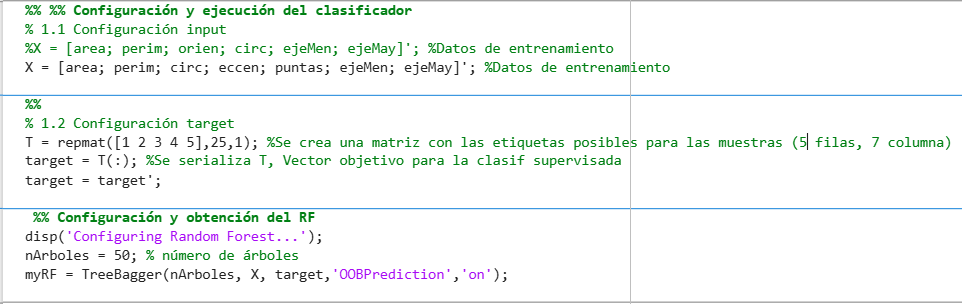 %% %% Configuración y ejecución del clasificador
% 1.1 Configuración input
%X = [area; perim; orien; circ; ejeMen; ejeMay]'; %Datos de entrenamiento
X = [area; perim; circ; eccen; puntas; ejeMen; ejeMay]'; %Datos de entrenamiento
%%
% 1.2 Configuración target
T = repmat([1 2 3 4 5],25,1); %Se crea una matriz con las etiquetas posibles para las muestras (5 filas, 7 columna)
target = T(:); %Se serializa T, Vector objetivo para la clasif supervisada
target = target';
%% Configuración y obtención del RF
disp('Configuring Random Forest...');
nArboles = 50; % número de árboles
myRF = TreeBagger(nArboles, X, target,'OOBPrediction','on');